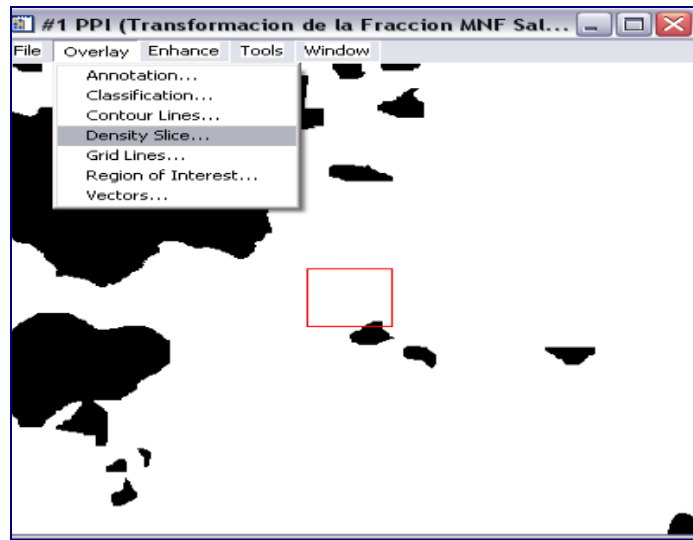 #1 PPI (Transformacion de la Fraccion MNF Sal...
File Overlay Enhance Tools Window
Annotation...
Classification...
Contour Lines...
Density Slice...
Grid Lines...
Region of Interest...
Vectors...